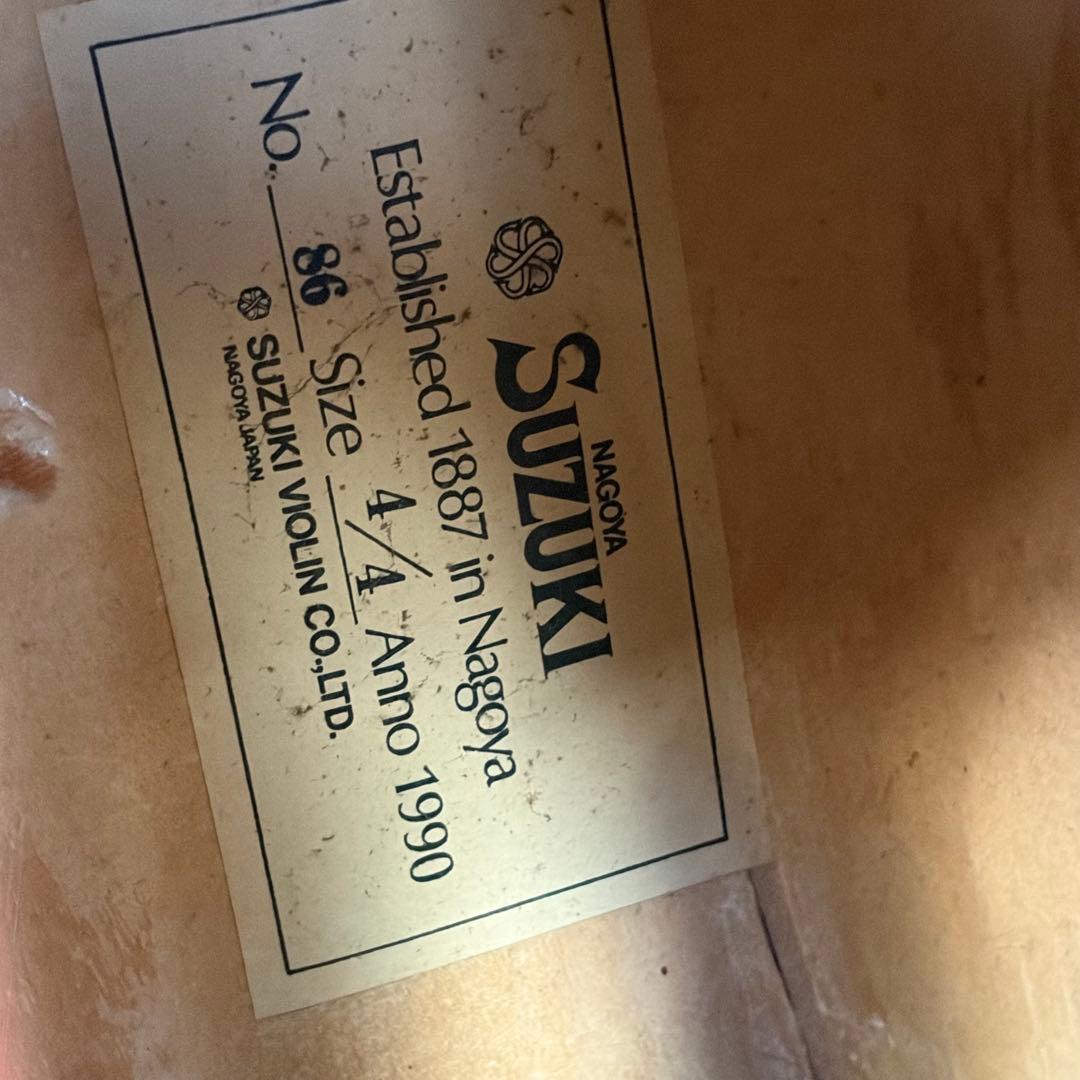 NAGOYA
SUZUKI
Established 1887 in Nagoya
No. 86 Size 4/4 Anno 1990
SUZUKI VIOLIN CO.,LTD.
NAGOYA JAPAN